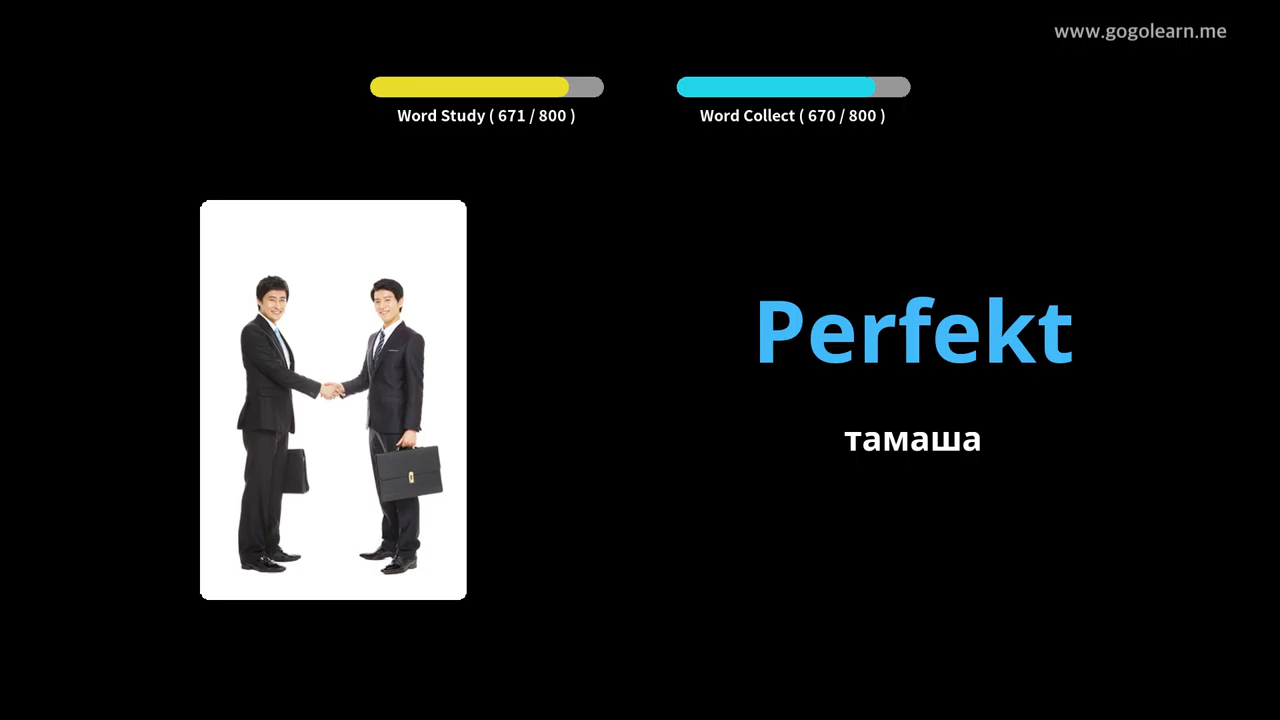 www.gogolearn.me
Word Study ( 671 / 800 )
Word Collect ( 670 / 800 )
Perfekt
тамаша